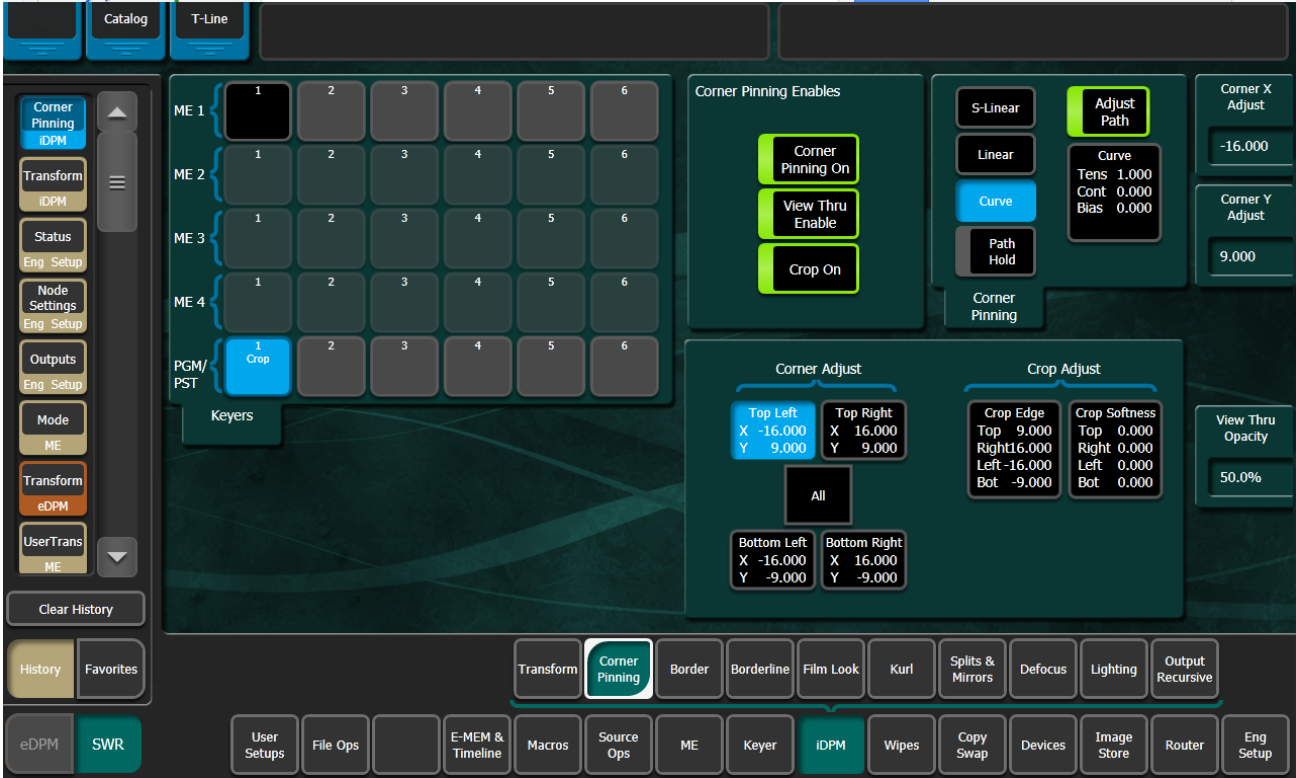 Catalog
T-Line
Corner
Pinning
iDPM
Transform
iDPM
Status
Eng Setup
Node
Settings
Eng Setup
Outputs
Eng Setup
Mode
ME
Transform
eDPM
UserTrans
ME
Clear History
History
Favorites
eDPM
SWR
ME 1
1 2 3 4 5 6
ME 2
1 2 3 4 5 6
ME 3
1 2 3 4 5 6
ME 4
1 2 3 4 5 6
PGM/
PST
1 2 3 4 5 6
Crop
Keyers
Corner Pinning Enables
Corner
Pinning On
View Thru
Enable
Crop On
S-Linear
Linear
Curve
Path
Hold
Adjust
Path
Curve
Tens 1.000
Cont 0.000
Bias 0.000
Corner
Pinning
Corner X
Adjust
-16.000
Corner Y
Adjust
9.000
Corner Adjust
Top Left
X -16.000
Y 9.000
Top Right
X 16.000
Y 9.000
All
Bottom Left
X -16.000
Y -9.000
Bottom Right
X 16.000
Y -9.000
Crop Adjust
Crop Edge
Top 9.000
Right16.000
Left -16.000
Bot -9.000
Crop Softness
Top 0.000
Right 0.000
Left 0.000
Bot 0.000
View Thru
Opacity
50.0%
Transform
Corner
Pinning
Border
Borderline
Film Look
Kurl
Splits &
Mirrors
Defocus
Lighting
Output
Recursive
User
Setups
File Ops
E-MEM &
Timeline
Macros
Source
Ops
ME
Keyer
iDPM
Wipes
Copy
Swap
Devices
Image
Store
Router
Eng
Setup